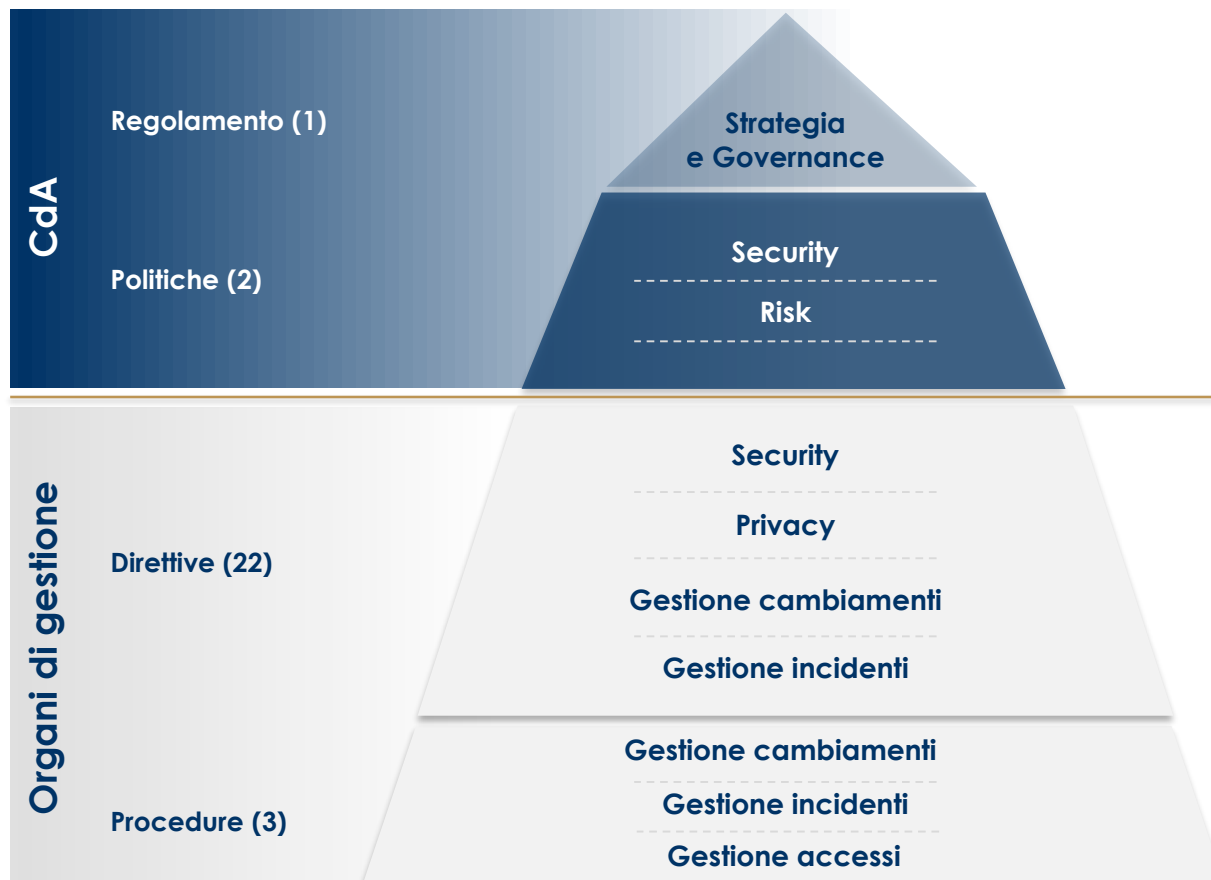 CdA
Regolamento (1)
Strategia
e Governance
Politiche (2)
Security
Risk
Organi di gestione
Direttive (22)
Security
Privacy
Gestione cambiamenti
Gestione incidenti
Procedure (3)
Gestione cambiamenti
Gestione incidenti
Gestione accessi